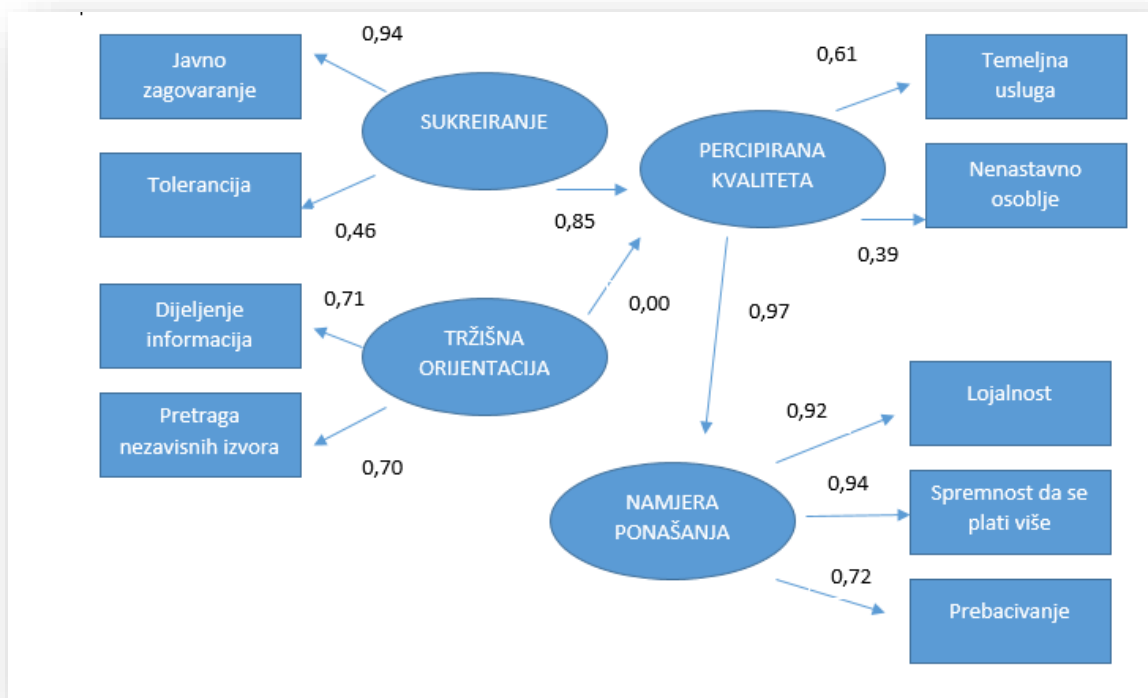 0,94
Javno
zagovaranje
SUKREIRANJE
Tolerancija
0,46
0,85
0,61
Temeljna
usluga
PERCIPIRANA
KVALITETA
Nenastavno
osoblje
0,39
Dijeljenje
informacija
0,71
TRŽIŠNA
ORIJENTACIJA
0,00
0,97
Pretraga
nezavisnih izvora
0,70
NAMJERA
PONAŠANJA
0,92
Lojalnost
0,94
Spremnost da se
plati više
0,72
Prebacivanje